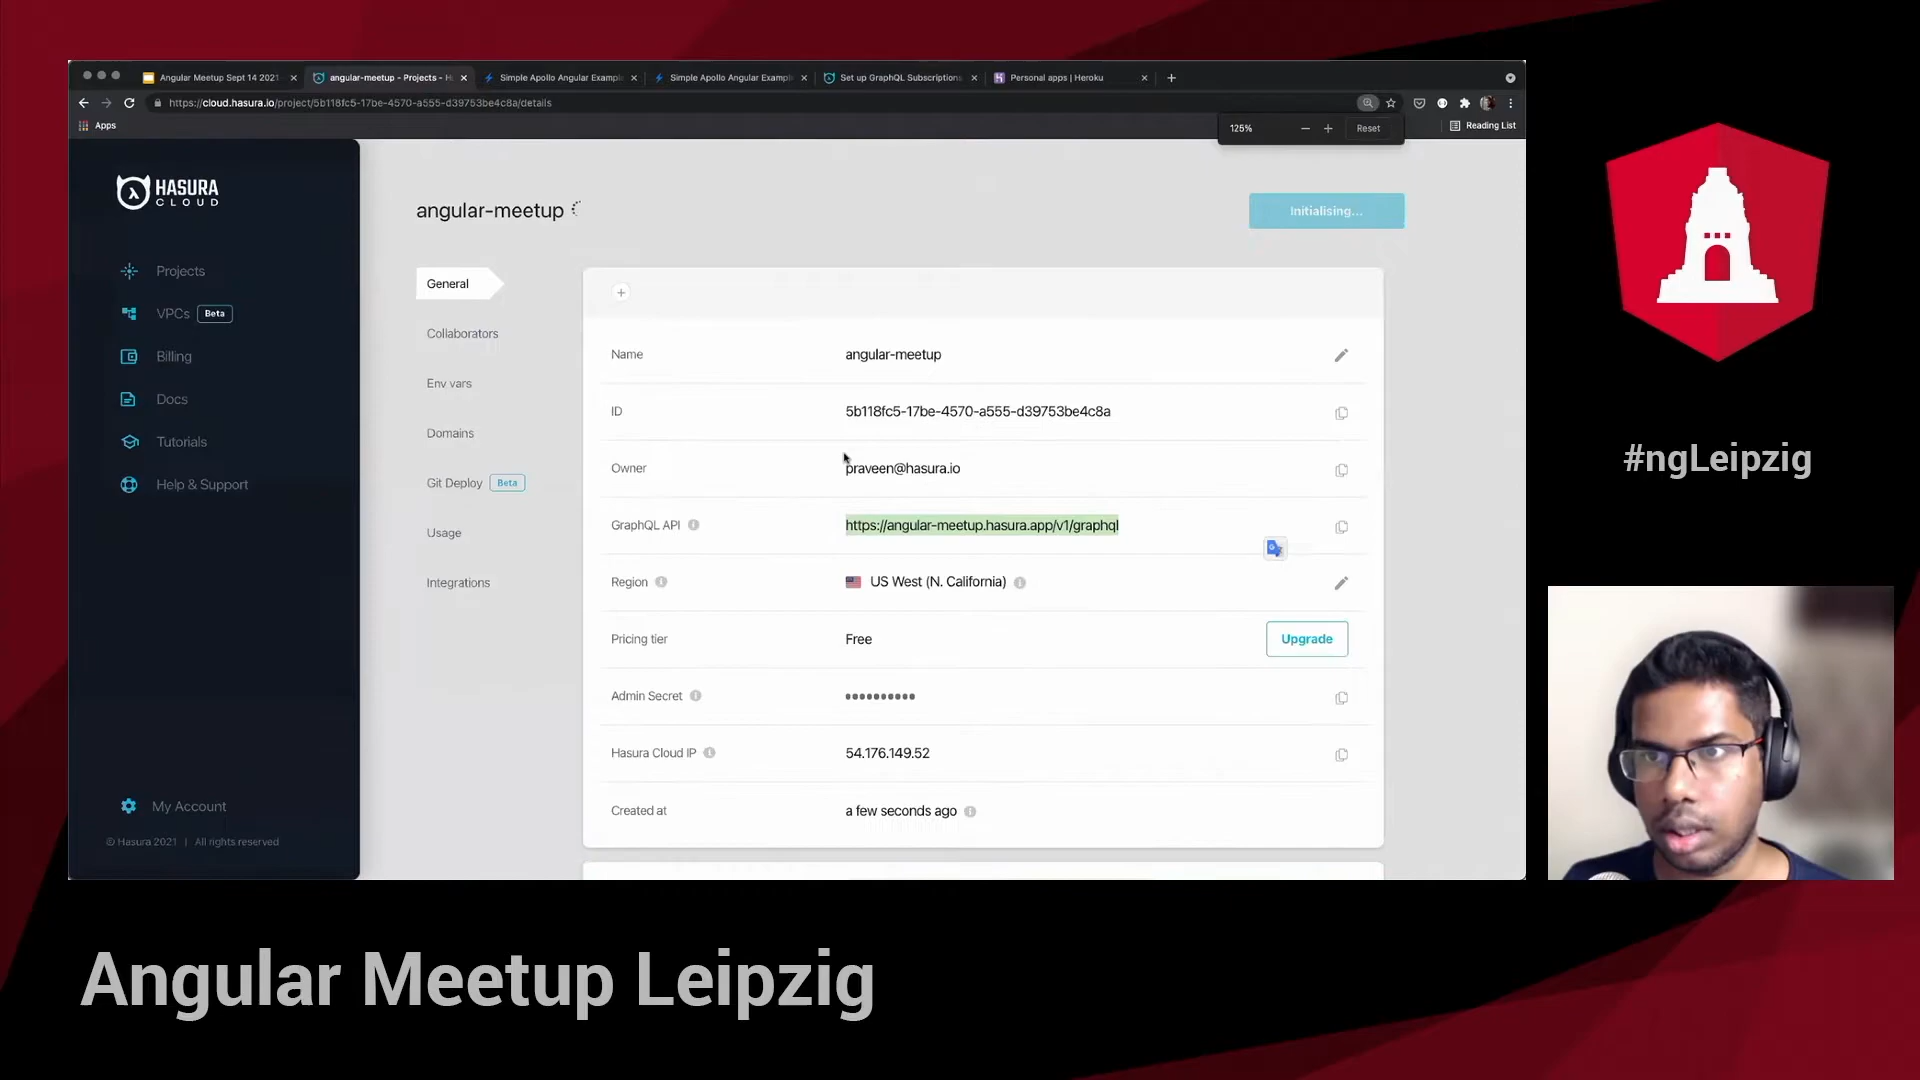 Angular Meetup Sept 14 2021
angular-meetup - Projects - H
Simple Apollo Angular Example
Simple Apollo Angular Example
Set up GraphQL Subscriptions
Personal apps | Heroku
https://cloud.hasura.io/project/5b118fc5-17be-4570-a555-d39753be4c8a/details
Apps
Reading List
125%
Reset
HASURA
CLOUD
Projects
VPCs Beta
Billing
Docs
Tutorials
Help & Support
My Account
© Hasura 2021 | All rights reserved
angular-meetup
Initialising...
General
Collaborators
Env vars
Domains
Git Deploy Beta
Usage
Integrations
Name angular-meetup
ID 5b118fc5-17be-4570-a555-d39753be4c8a
Owner praveen@hasura.io
GraphQL API https://angular-meetup.hasura.app/v1/graphql
Region US West (N. California)
Pricing tier Free Upgrade
Admin Secret ••••••••••
Hasura Cloud IP 54.176.149.52
Created at a few seconds ago
#ngLeipzig
Angular Meetup Leipzig